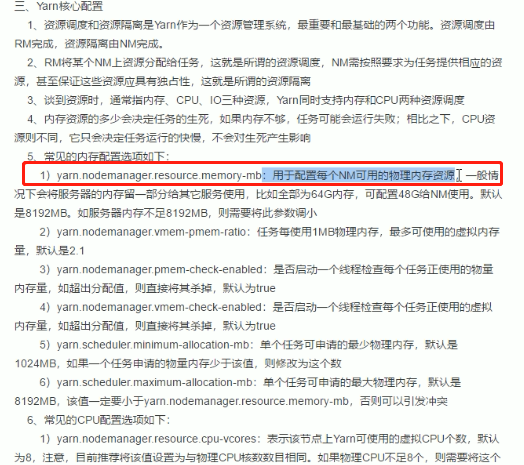 三、Yarn核心配置
1、资源调度和资源隔离是Yarn作为一个资源管理系统，最重要和最基础的两个功能。资源调度由
RM完成，资源隔离由NM完成。
2、RM将某个NM上资源分配给任务，这就是所谓的资源调度，NM需按照要求为任务提供相应的资
源，甚至保证这些资源应具有独占性，这就是所谓的资源隔离
3、谈到资源时，通常指内存、CPU、IO三种资源，Yarn同时支持内存和CPU两种资源调度
4、内存资源的多少会决定任务的生死，如果内存不够，任务可能会运行失败；相比之下，CPU资
源则不同，它只会决定任务运行的快慢，不会对生死产生影响
5、常见的内存配置选项如下：
1）yarn.nodemanager.resource.memory-mb：用于配置每个NM可用的物理内存资源，一般情
况下会将服务器的内存留一部分给其它服务使用，比如全部为64G内存，可配置48G给NM使用。默认
是8192MB。如服务器内存不足8192MB，则需要将此参数调小
2）yarn.nodemanager.vmem-pmem-ratio：任务每使用1MB物理内存，最多可使用的虚拟内存
量，默认是2.1
3）yarn.nodemanager.pmem-check-enabled：是否启动一个线程检查每个任务正使用的物量
内存量，如超出分配值，则直接将其杀掉，默认为true
4）yarn.nodemanager.vmem-check-enabled：是否启动一个线程检查每个任务正使用的虚拟
内存量，如超出分配值，则直接将其杀掉，默认为true
5）yarn.scheduler.minimum-allocation-mb：单个任务可申请的最少物理内存，默认是
1024MB，如果一个任务申请的物量内存少于该值，则修改为这个数
6）yarn.scheduler.maximum-allocation-mb：单个任务可申请的最大物理内存，默认是
8192MB，该值一定要小于yarn.nodemanager.resource.memory-mb，否则可以引发冲突
6、常见的CPU配置选项如下：
1）yarn.nodemanager.resource.cpu-vcores：表示该节点上Yarn可使用的虚拟CPU个数，默认
为8，注意，目前推荐将该值设置为与物理CPU核数数目相同。如果物理CPU不足8个，则需要将这个